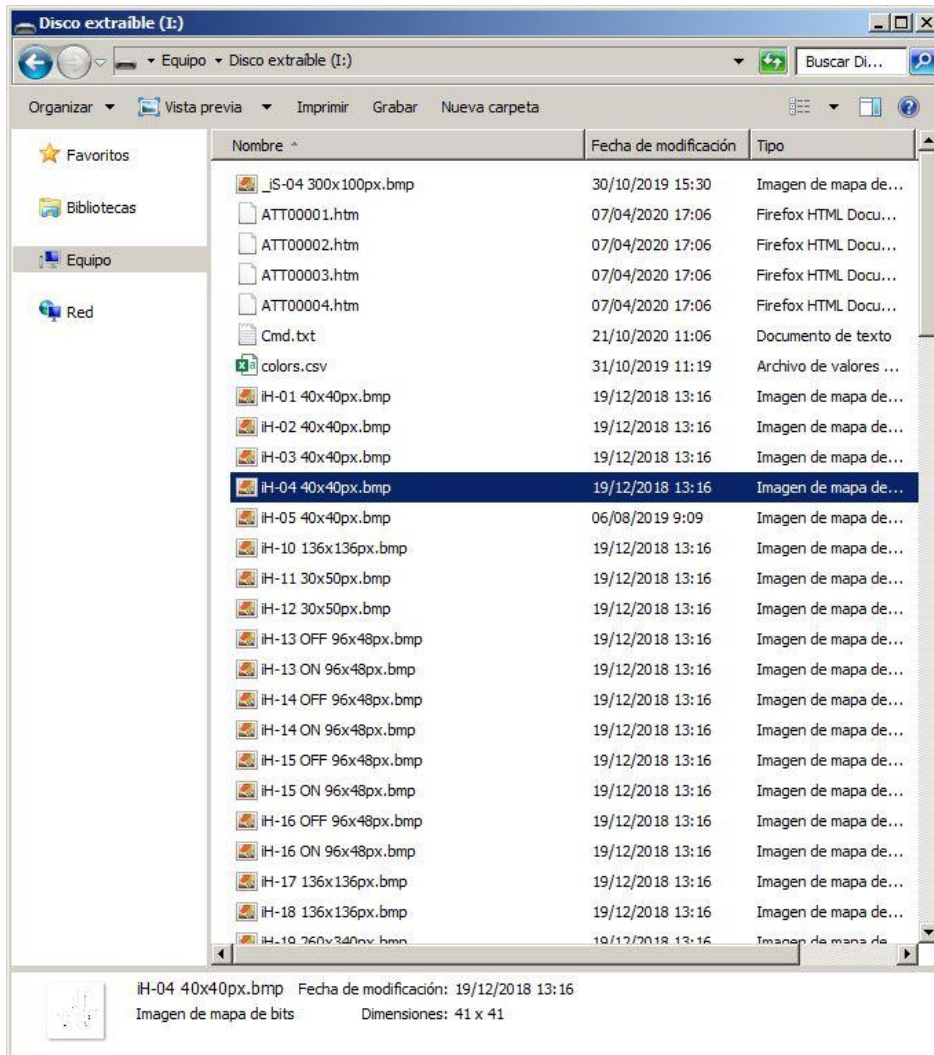 Disco extraíble (I:)
Equipo Disco extraíble (I:) Buscar Di...
Organizar Vista previa Imprimir Grabar Nueva carpeta
Favoritos
Bibliotecas
Equipo
Red
Nombre Fecha de modificación Tipo
_iS-04 300x100px.bmp 30/10/2019 15:30 Imagen de mapa de...
ATT00001.htm 07/04/2020 17:06 Firefox HTML Docu...
ATT00002.htm 07/04/2020 17:06 Firefox HTML Docu...
ATT00003.htm 07/04/2020 17:06 Firefox HTML Docu...
ATT00004.htm 07/04/2020 17:06 Firefox HTML Docu...
Cmd.txt 21/10/2020 11:06 Documento de texto
colors.csv 31/10/2019 11:19 Archivo de valores ...
iH-01 40x40px.bmp 19/12/2018 13:16 Imagen de mapa de...
iH-02 40x40px.bmp 19/12/2018 13:16 Imagen de mapa de...
iH-03 40x40px.bmp 19/12/2018 13:16 Imagen de mapa de...
iH-04 40x40px.bmp 19/12/2018 13:16 Imagen de mapa de...
iH-05 40x40px.bmp 06/08/2019 9:09 Imagen de mapa de...
iH-10 136x136px.bmp 19/12/2018 13:16 Imagen de mapa de...
iH-11 30x50px.bmp 19/12/2018 13:16 Imagen de mapa de...
iH-12 30x50px.bmp 19/12/2018 13:16 Imagen de mapa de...
iH-13 OFF 96x48px.bmp 19/12/2018 13:16 Imagen de mapa de...
iH-13 ON 96x48px.bmp 19/12/2018 13:16 Imagen de mapa de...
iH-14 OFF 96x48px.bmp 19/12/2018 13:16 Imagen de mapa de...
iH-14 ON 96x48px.bmp 19/12/2018 13:16 Imagen de mapa de...
iH-15 OFF 96x48px.bmp 19/12/2018 13:16 Imagen de mapa de...
iH-15 ON 96x48px.bmp 19/12/2018 13:16 Imagen de mapa de...
iH-16 OFF 96x48px.bmp 19/12/2018 13:16 Imagen de mapa de...
iH-16 ON 96x48px.bmp 19/12/2018 13:16 Imagen de mapa de...
iH-17 136x136px.bmp 19/12/2018 13:16 Imagen de mapa de...
iH-18 136x136px.bmp 19/12/2018 13:16 Imagen de mapa de...
iH-19 260x340px.bmp 19/12/2018 13:16 Imagen de mapa de
iH-04 40x40px.bmp Fecha de modificación: 19/12/2018 13:16
Imagen de mapa de bits Dimensiones: 41 x 41